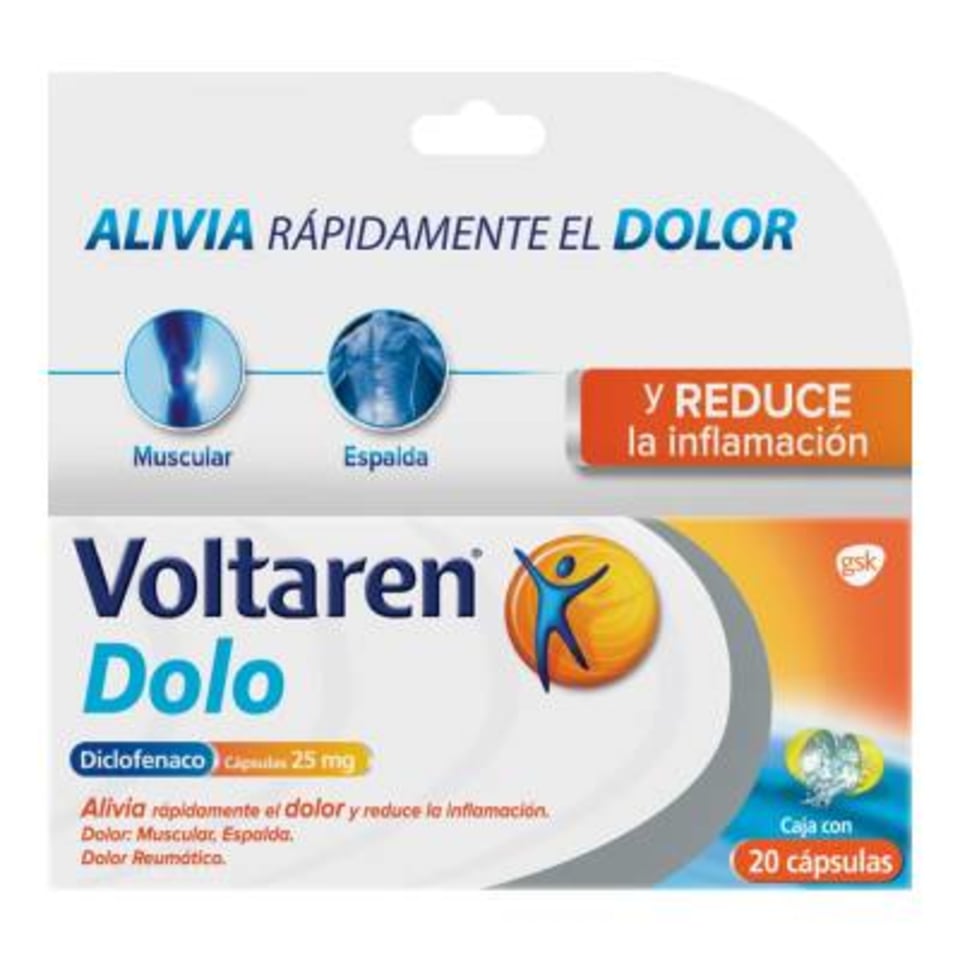 ALIVIA RÁPIDAMENTE EL DOLOR
Muscular
Espalda
y REDUCE
la inflamación
Voltaren®
Dolo
gsk
Diclofenaco Cápsulas 25 mg
Alivia rápidamente el dolor y reduce la inflamación.
Dolor: Muscular, Espalda.
Dolor Reumático.
Caja con
20 cápsulas